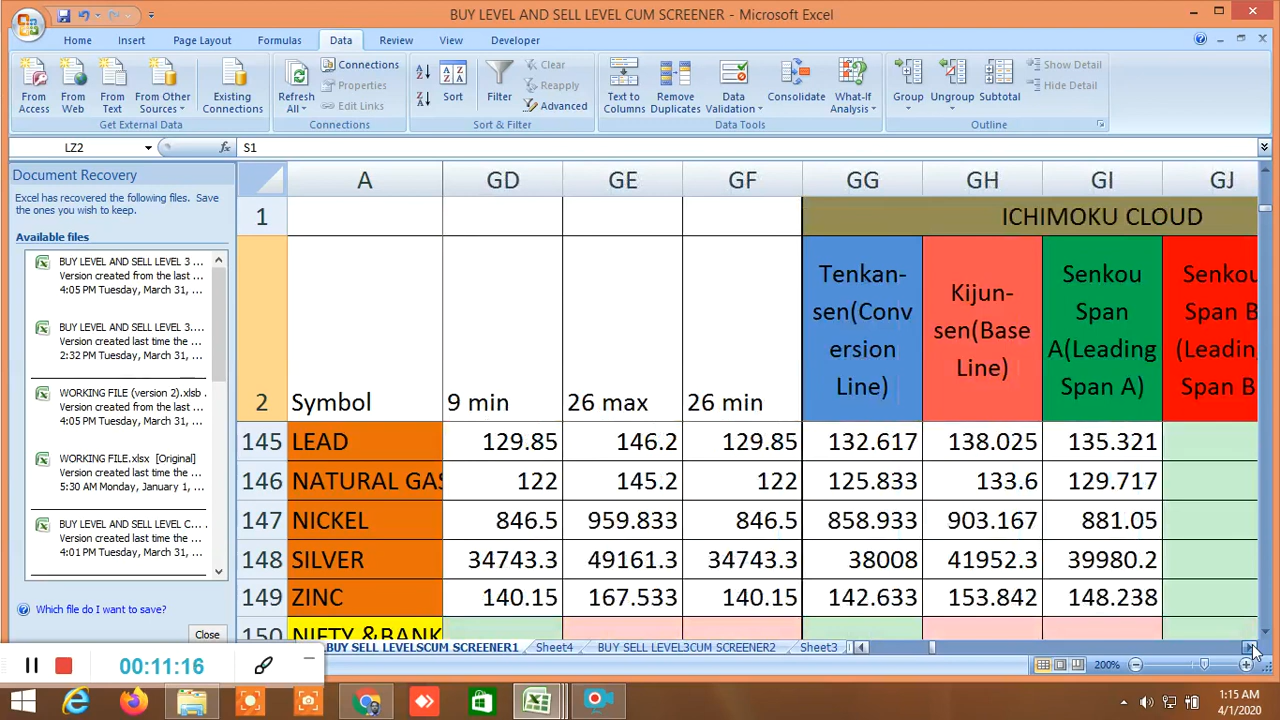 BUY LEVEL AND SELL LEVEL CUM SCREENER - Microsoft Excel
Home Insert Page Layout Formulas Data Review View Developer
From Access
From Web
From Text
From Other Sources
Existing Connections
Refresh All
Connections
Properties
Edit Links
Sort
Filter
Clear
Reapply
Advanced
Text to Columns
Remove Duplicates
Data Validation
Consolidate
What-If Analysis
Group
Ungroup
Subtotal
Show Detail
Hide Detail
Get External Data Connections Sort & Filter Data Tools Outline
LZ2 fx S1
Document Recovery
Excel has recovered the following files. Save
the ones you wish to keep.
Available files
BUY LEVEL AND SELL LEVEL 3 ...
Version created from the last ...
4:05 PM Tuesday, March 31, ...
BUY LEVEL AND SELL LEVEL 3....
Version created last time the ...
2:32 PM Tuesday, March 31, ...
WORKING FILE (version 2).xlsb ...
Version created from the last ...
4:05 PM Tuesday, March 31, ...
WORKING FILE.xlsx [Original]
Version created last time the ...
5:30 AM Monday, January 1, ...
BUY LEVEL AND SELL LEVEL C...
Version created from the last ...
4:01 PM Tuesday, March 31, ...
Which file do I want to save?
Close
A GD GE GF GG GH GI GJ
1 ICHIMOKU CLOUD
2 Symbol 9 min 26 max 26 min
Tenkan-
sen(Conv
ersion
Line)
Kijun-
sen(Base
Line)
Senkou
Span
A(Leading
Span A)
Senkou
Span B
(Leadin
Span B
145 LEAD 129.85 146.2 129.85 132.617 138.025 135.321
146 NATURAL GAS 122 145.2 122 125.833 133.6 129.717
147 NICKEL 846.5 959.833 846.5 858.933 903.167 881.05
148 SILVER 34743.3 49161.3 34743.3 38008 41952.3 39980.2
149 ZINC 140.15 167.533 140.15 142.633 153.842 148.238
150 NIFTY &BANK
BUY SELL LEVELSCUM SCREENER1 Sheet4 BUY SELL LEVEL3CUM SCREENER2 Sheet3
00:11:16
200%
1:15 AM
4/1/2020